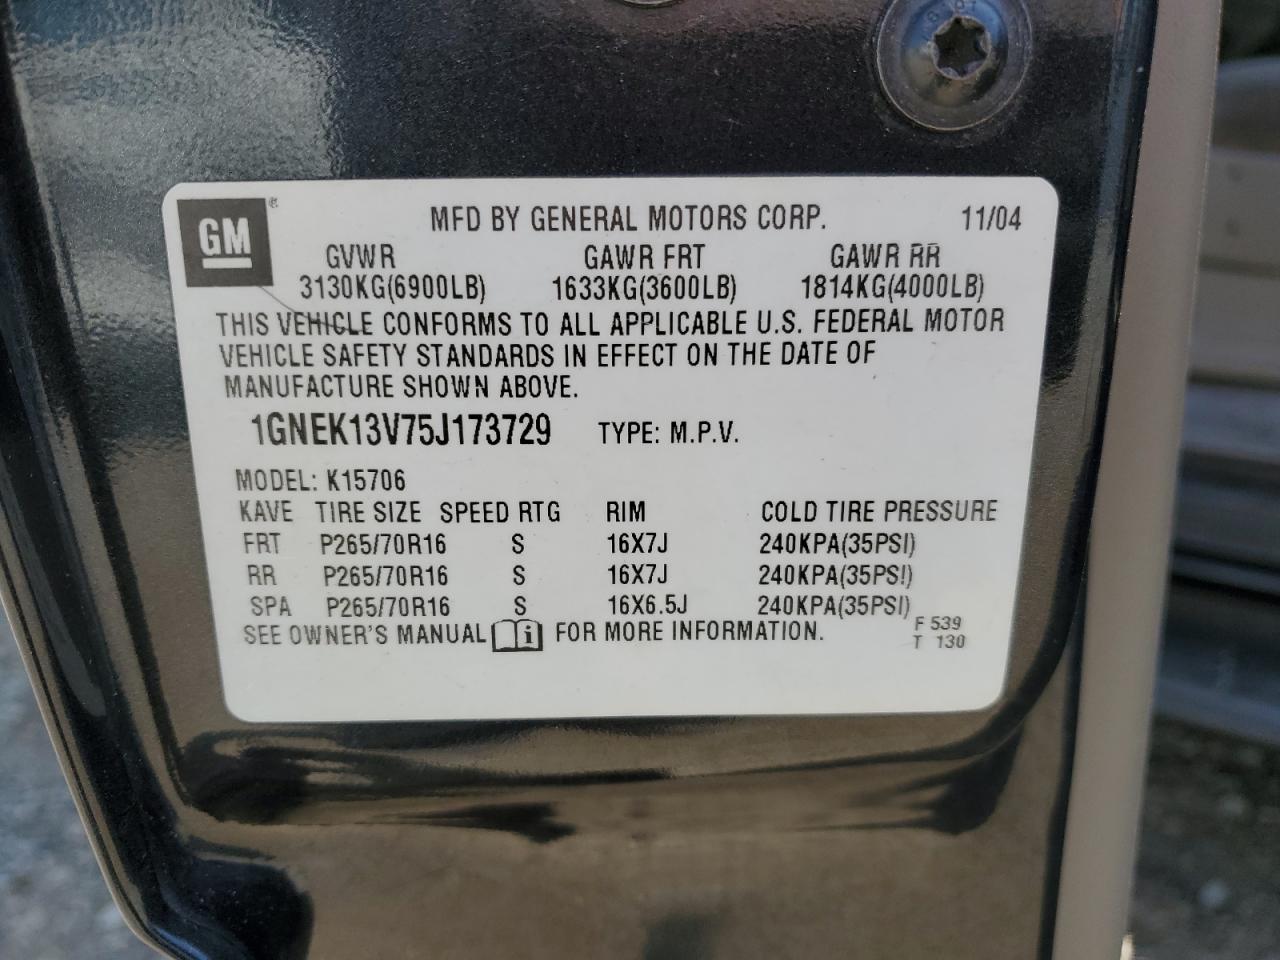 GM ® MFD BY GENERAL MOTORS CORP. 11/04
GVWR GAWR FRT GAWR RR
3130KG(6900LB) 1633KG(3600LB) 1814KG(4000LB)
THIS VEHICLE CONFORMS TO ALL APPLICABLE U.S. FEDERAL MOTOR
VEHICLE SAFETY STANDARDS IN EFFECT ON THE DATE OF
MANUFACTURE SHOWN ABOVE.
1GNEK13V75J173729 TYPE: M.P.V.
MODEL: K15706
KAVE TIRE SIZE SPEED RTG RIM COLD TIRE PRESSURE
FRT P265/70R16 S 16X7J 240KPA(35PSI)
RR P265/70R16 S 16X7J 240KPA(35PSI)
SPA P265/70R16 S 16X6.5J 240KPA(35PSI)
SEE OWNER'S MANUAL i FOR MORE INFORMATION.
F 539
T 130